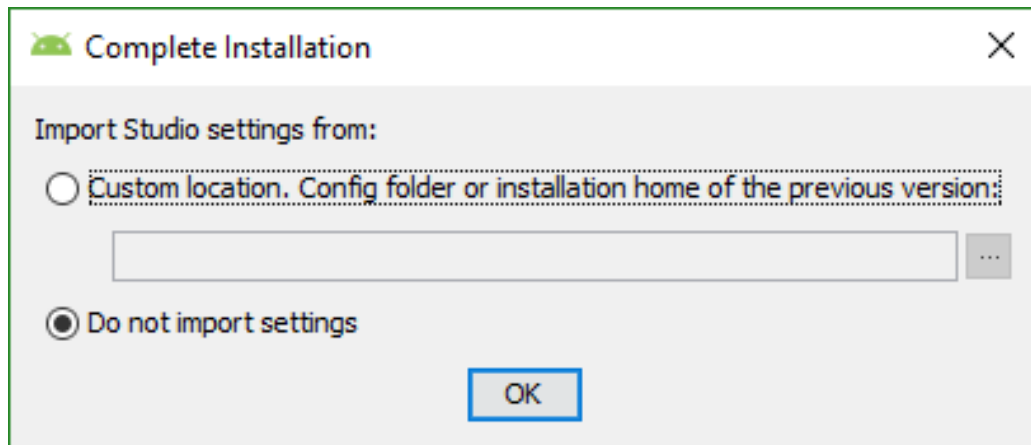 Complete Installation
Import Studio settings from:
Custom location. Config folder or installation home of the previous version:
...
Do not import settings
OK